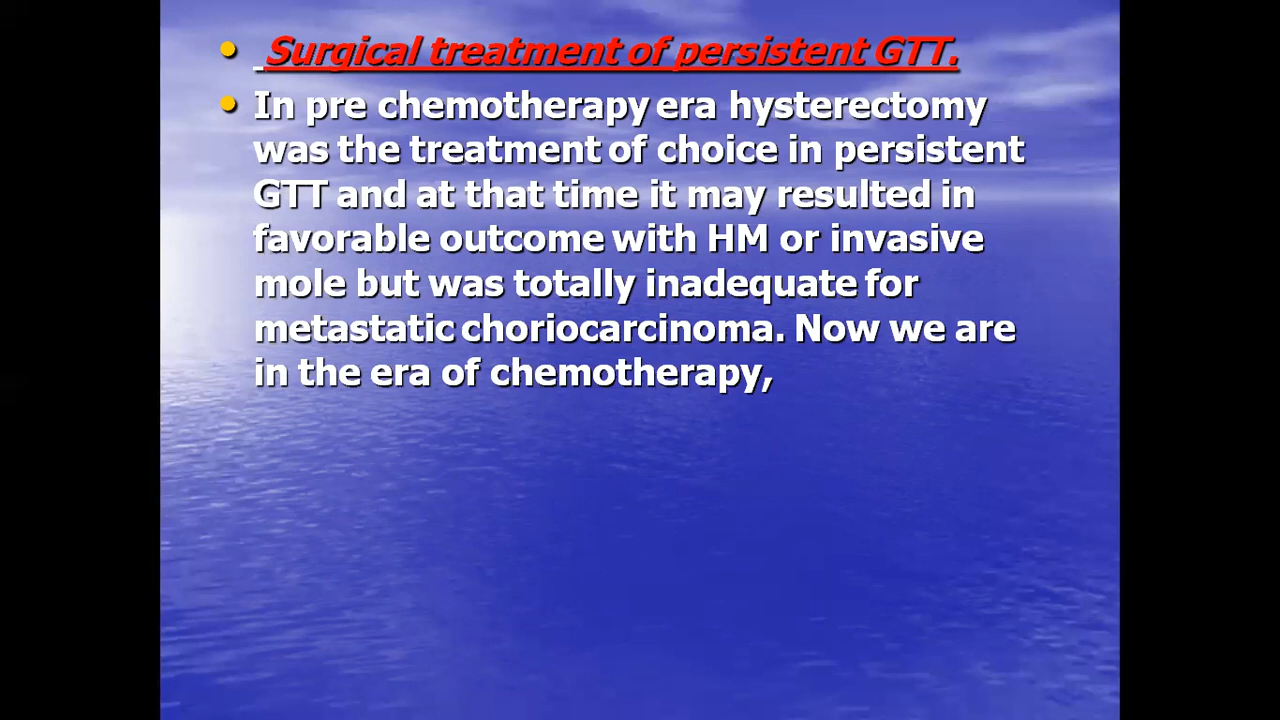 • Surgical treatment of persistent GTT.
• In pre chemotherapy era hysterectomy
was the treatment of choice in persistent
GTT and at that time it may resulted in
favorable outcome with HM or invasive
mole but was totally inadequate for
metastatic choriocarcinoma. Now we are
in the era of chemotherapy,